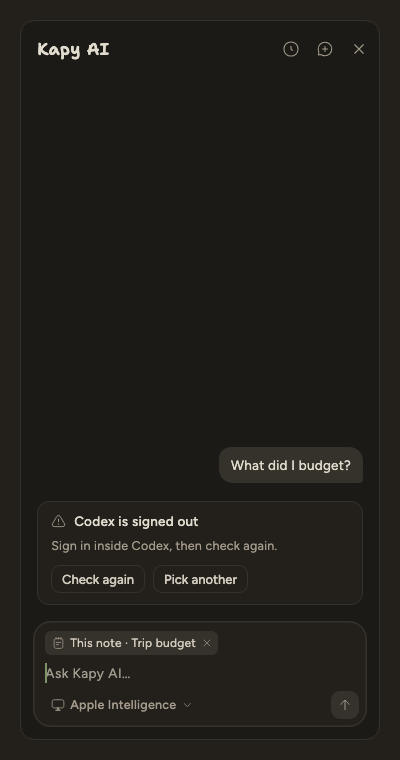 Kapy AI
What did I budget?
Codex is signed out
Sign in inside Codex, then check again.
Check again
Pick another
This note · Trip budget
Ask Kapy AI...
Apple Intelligence